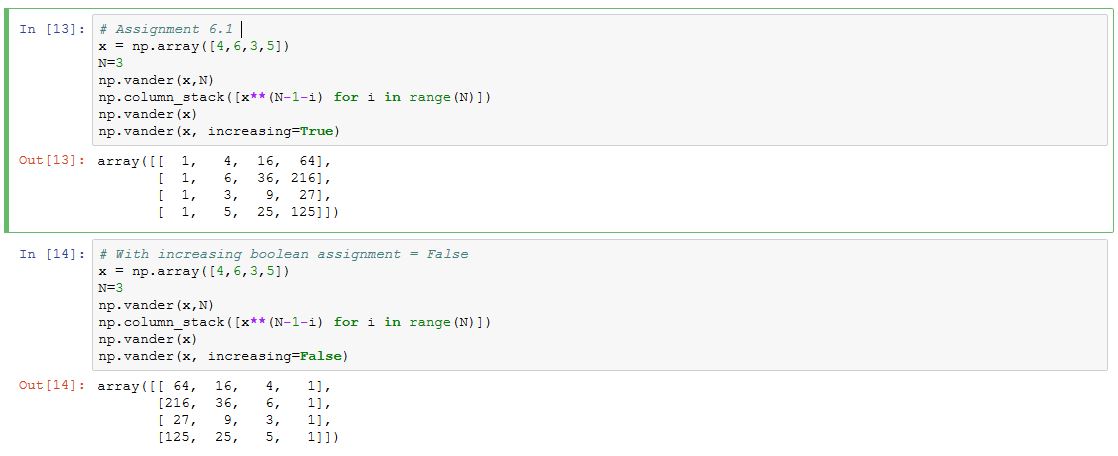 In [13]: # Assignment 6.1
x = np.array([4,6,3,5])
N=3
np.vander(x,N)
np.column_stack([x**(N-1-i) for i in range(N)])
np.vander(x)
np.vander(x, increasing=True)
Out[13]: array([[  1,   4,  16,  64],
       [  1,   6,  36, 216],
       [  1,   3,   9,  27],
       [  1,   5,  25, 125]])
In [14]: # With increasing boolean assignment = False
x = np.array([4,6,3,5])
N=3
np.vander(x,N)
np.column_stack([x**(N-1-i) for i in range(N)])
np.vander(x)
np.vander(x, increasing=False)
Out[14]: array([[ 64,  16,   4,   1],
       [216,  36,   6,   1],
       [ 27,   9,   3,   1],
       [125,  25,   5,   1]])